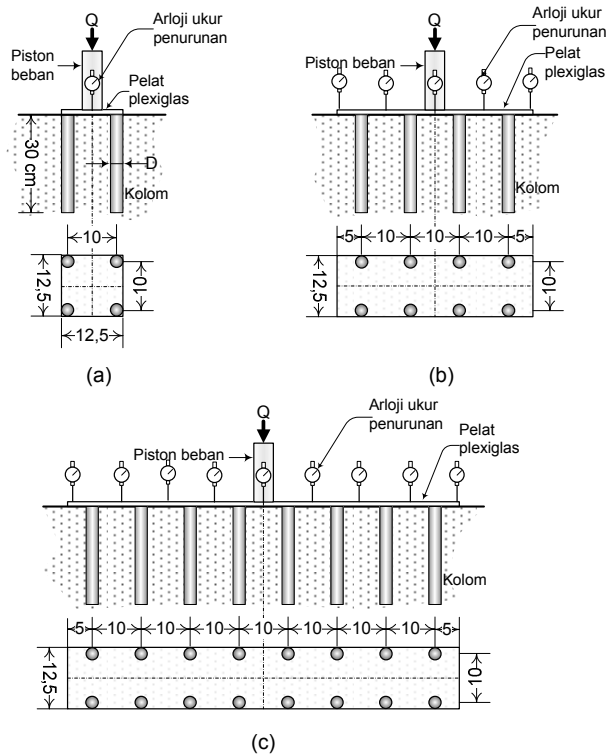 Q
Arloji ukur
penurunan
Piston
beban
Pelat
plexiglas
30 cm
D
Kolom
10
12,5
10
12,5
(a)
Q
Arloji ukur
penurunan
Piston beban
Pelat
plexiglas
Kolom
5
10
10
10
5
12,5
10
(b)
Q
Arloji ukur
penurunan
Piston beban
Pelat
plexiglas
Kolom
5
10
10
10
10
10
10
10
5
12,5
10
(c)